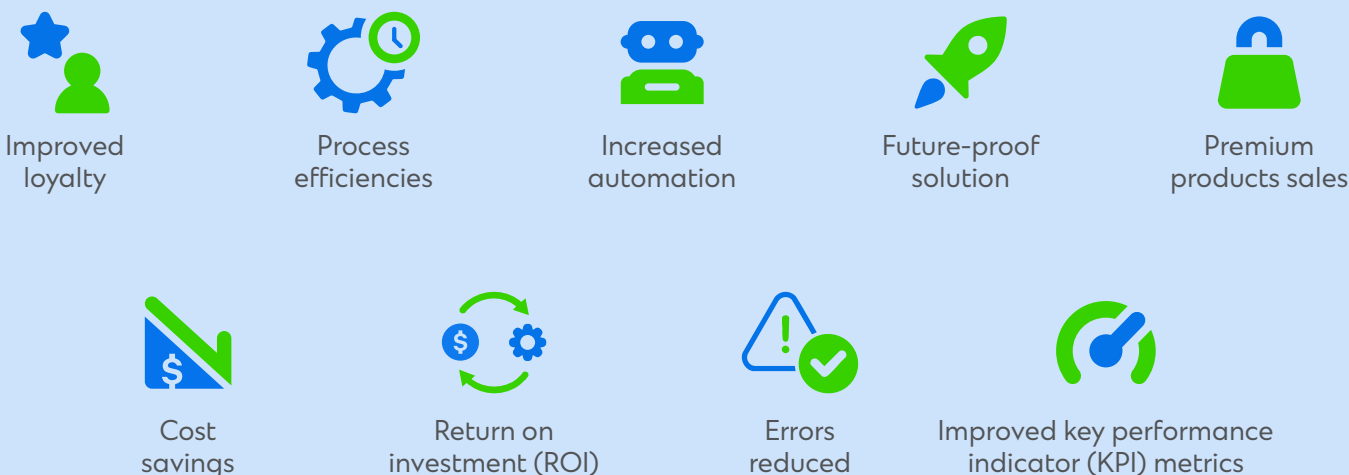 Improved
loyalty
Process
efficiencies
Increased
automation
Future-proof
solution
Premium
products sales
$
Cost
savings
$
Return on
investment (ROI)
!
Errors
reduced
Improved key performance
indicator (KPI) metrics